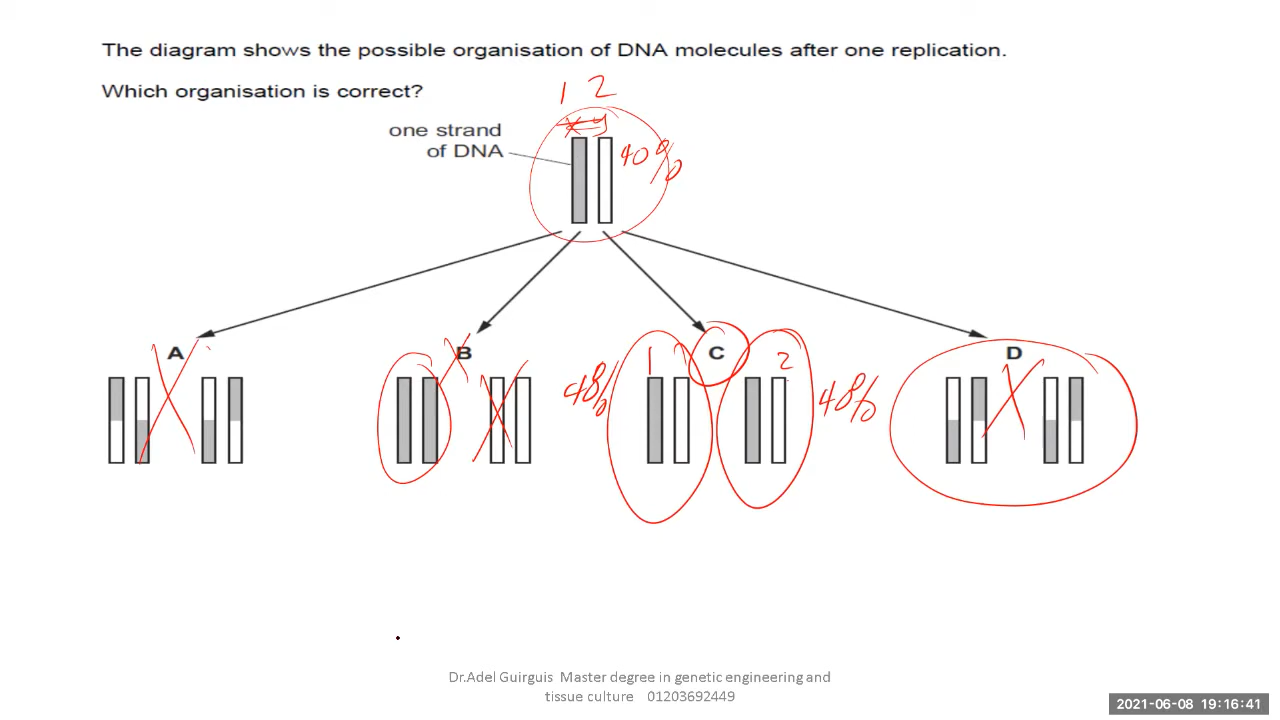 The diagram shows the possible organisation of DNA molecules after one replication.
Which organisation is correct?
1 2
x y
one strand
of DNA
40%
A
B
C
D
1
2
40%
40%
Dr.Adel Guirguis Master degree in genetic engineering and
tissue culture 01203692449
2021-06-08 19:16:41